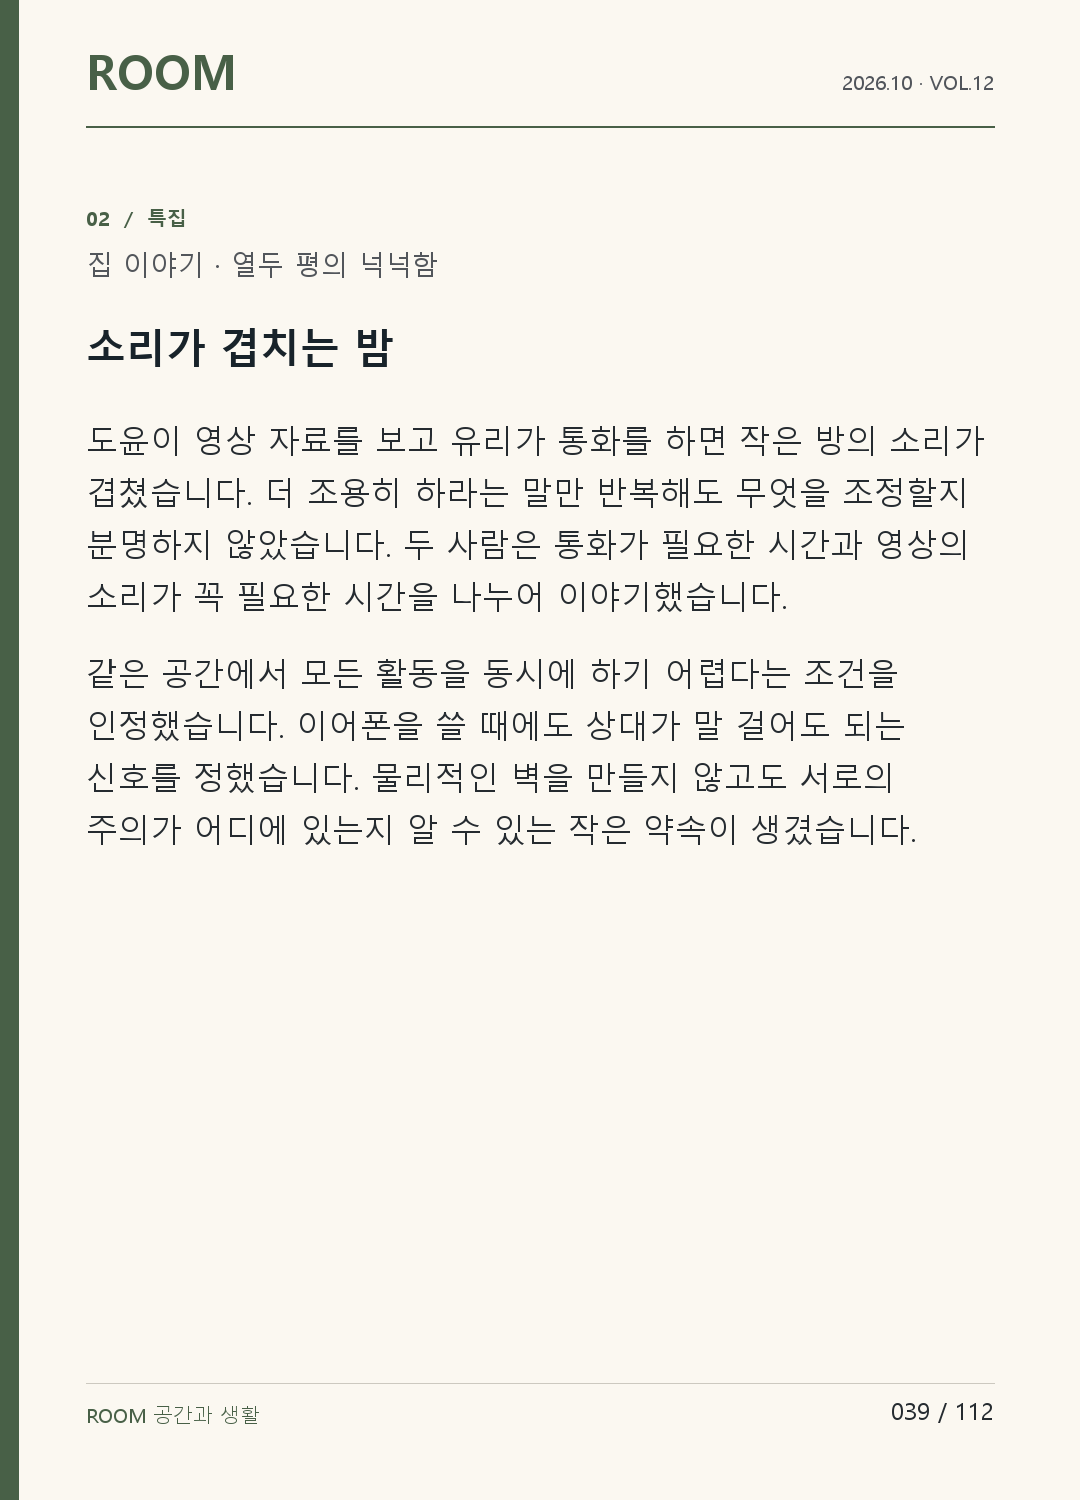 ROOM
2026.10 · VOL.12
02 / 특집
집 이야기 · 열두 평의 넉넉함
소리가 겹치는 밤
도윤이 영상 자료를 보고 유리가 통화를 하면 작은 방의 소리가
겹쳤습니다. 더 조용히 하라는 말만 반복해도 무엇을 조정할지
분명하지 않았습니다. 두 사람은 통화가 필요한 시간과 영상의
소리가 꼭 필요한 시간을 나누어 이야기했습니다.
같은 공간에서 모든 활동을 동시에 하기 어렵다는 조건을
인정했습니다. 이어폰을 쓸 때에도 상대가 말 걸어도 되는
신호를 정했습니다. 물리적인 벽을 만들지 않고도 서로의
주의가 어디에 있는지 알 수 있는 작은 약속이 생겼습니다.
ROOM 공간과 생활
039 / 112